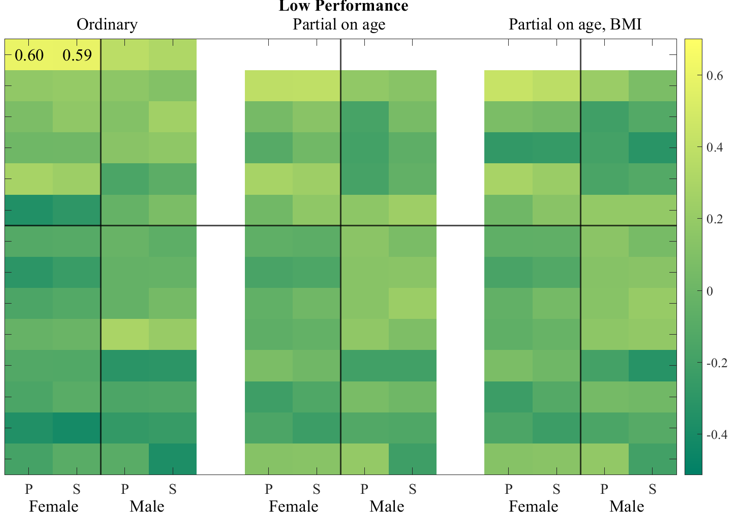 Low Performance
Ordinary
Partial on age
Partial on age, BMI
0.60 0.59
0.6
0.4
0.2
0
-0.2
-0.4
P S P S P S P S P S P S
Female Male Female Male Female Male